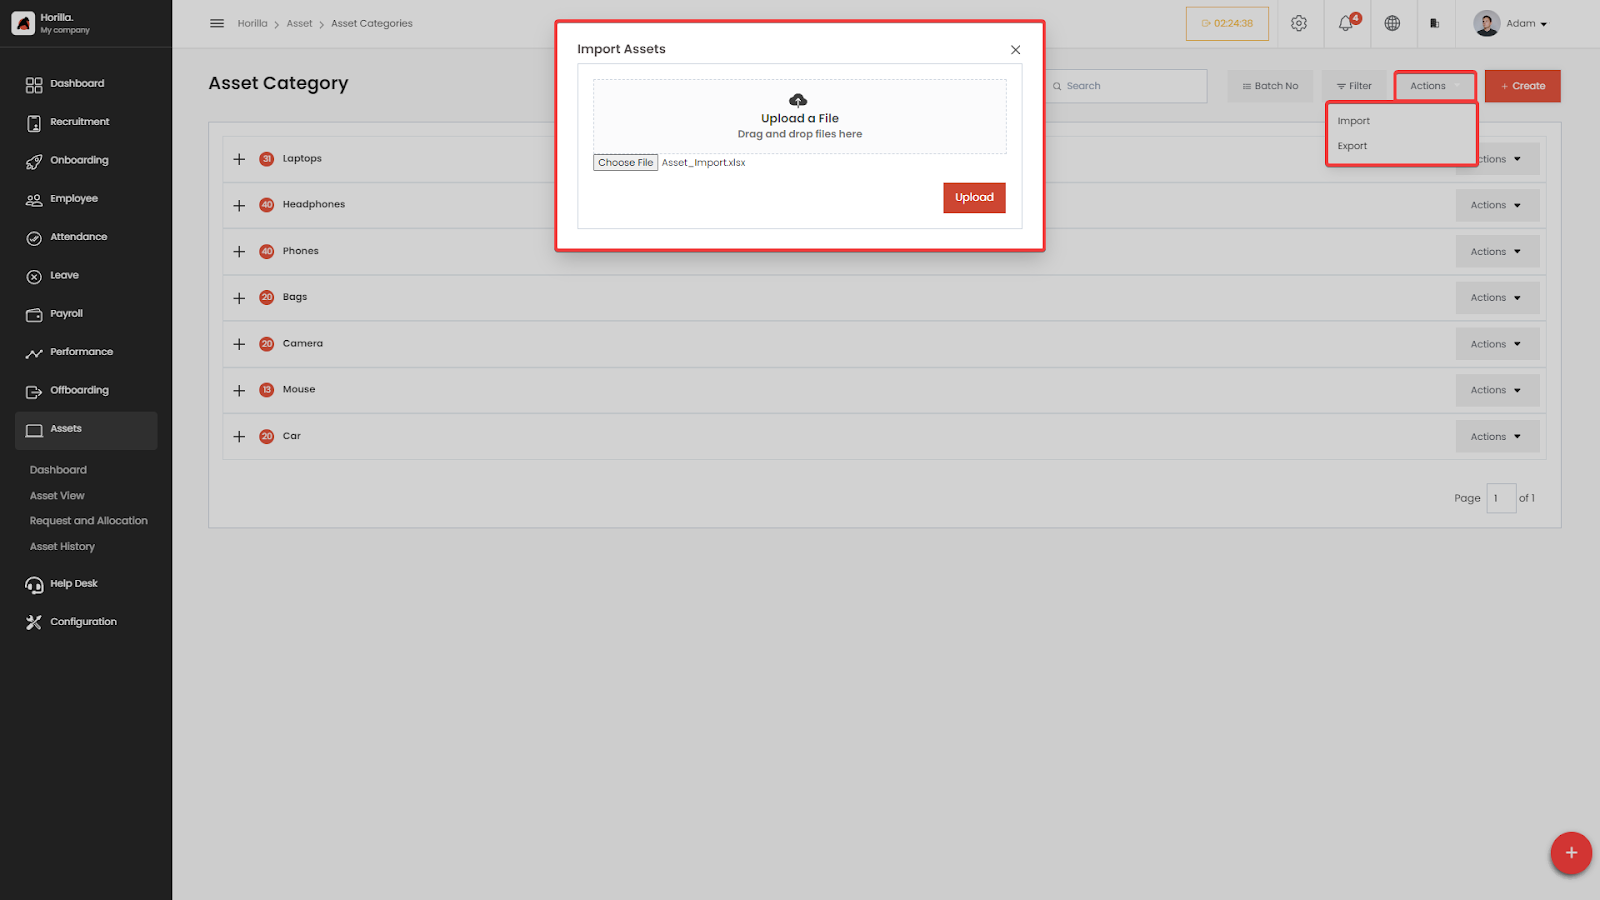 Horilla.
My company
Dashboard
Recruitment
Onboarding
Employee
Attendance
Leave
Payroll
Performance
Offboarding
Assets
Dashboard
Asset View
Request and Allocation
Asset History
Help Desk
Configuration
Horilla > Asset > Asset Categories
02:24:38
4
Adam
Asset Category
Search
Batch No
Filter
Actions
+ Create
Import
Export
Import Assets
Upload a File
Drag and drop files here
Choose File Asset_Import.xlsx
Upload
31 Laptops
ctions
40 Headphones
Actions
40 Phones
Actions
20 Bags
Actions
20 Camera
Actions
13 Mouse
Actions
20 Car
Actions
Page 1 of 1